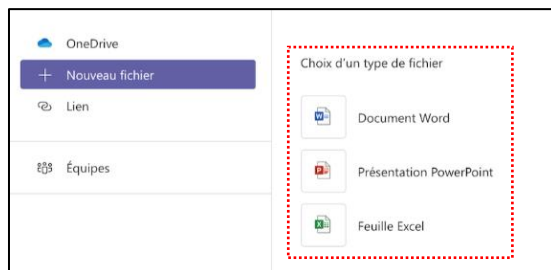 OneDrive
Nouveau fichier
Lien
Équipes
Choix d'un type de fichier
Document Word
Présentation PowerPoint
Feuille Excel